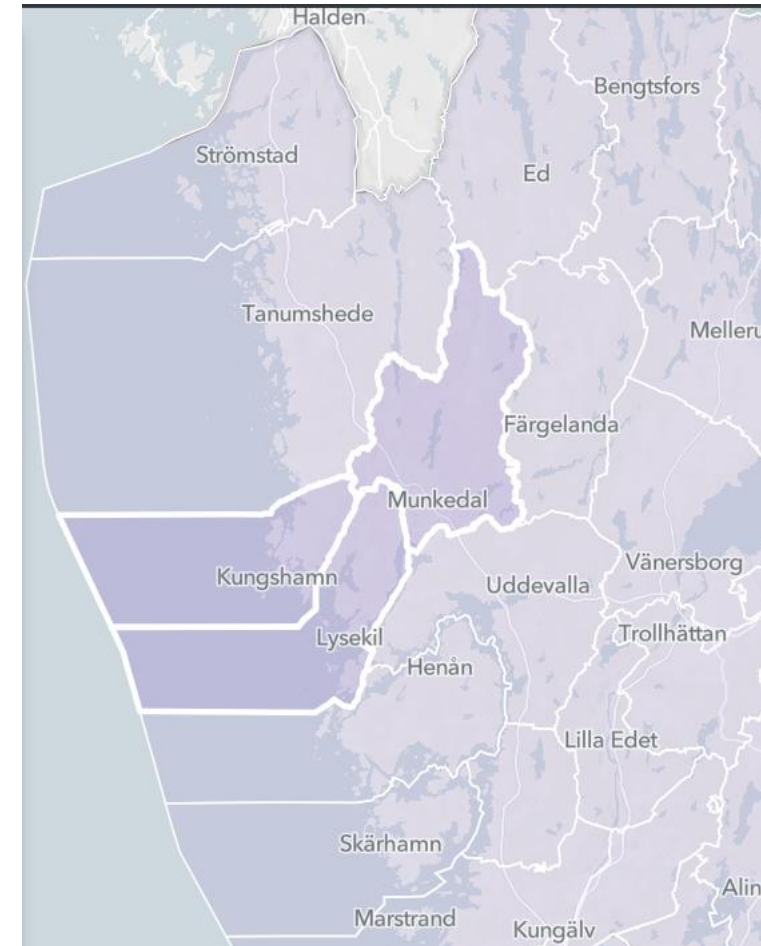 Halden
Bengtsfors
Strömstad
Ed
Tanumshede
Melleru
Färgelanda
Munkedal
Vänersborg
Kungshamn
Uddevalla
Trollhättan
Lysekil
Henån
Lilla Edet
Skärhamn
Alin
Marstrand
Kungälv